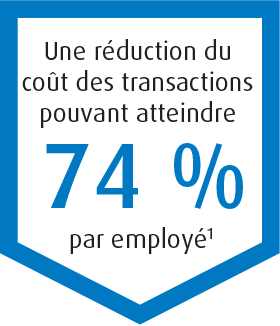 Une réduction du
coût des transactions
pouvant atteindre
74 %
par employé¹